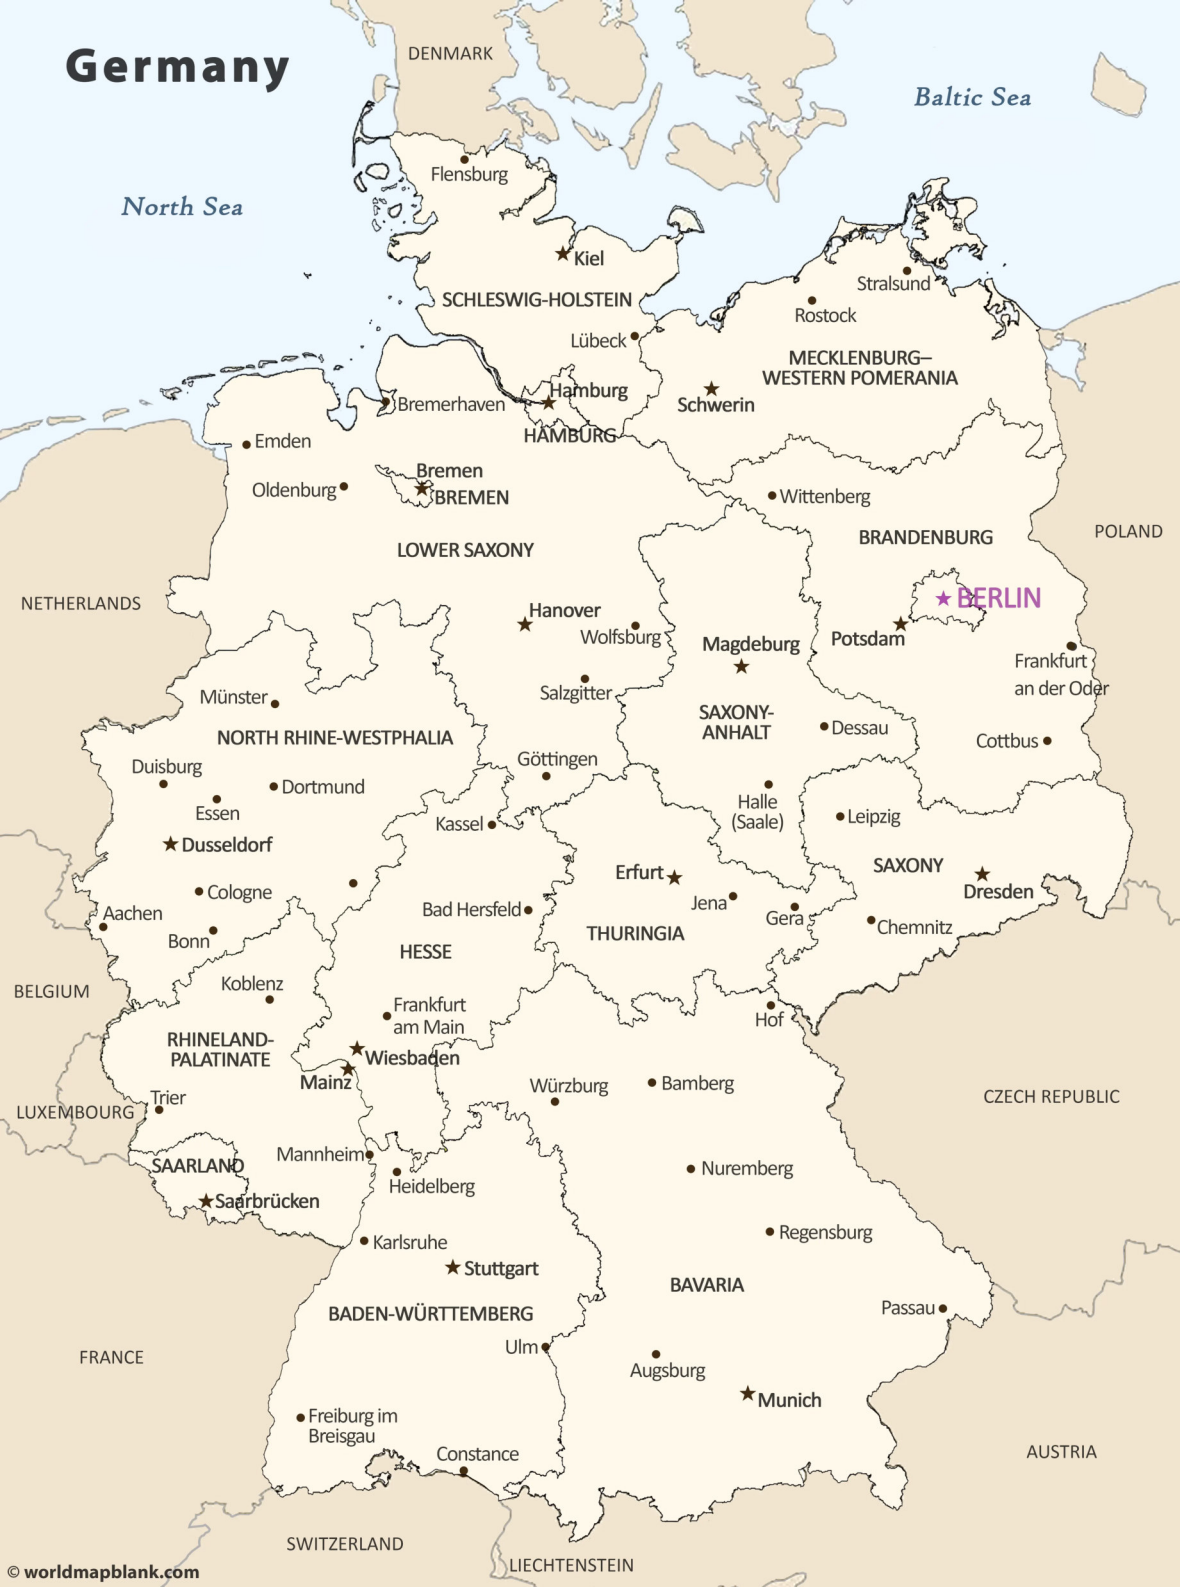 Germany
DENMARK
Baltic Sea
North Sea
Flensburg
Kiel
SCHLESWIG-HOLSTEIN
Stralsund
Rostock
Lübeck
MECKLENBURG–
WESTERN POMERANIA
Schwerin
Hamburg
HAMBURG
Bremerhaven
Emden
Oldenburg
Bremen
BREMEN
Wittenberg
BRANDENBURG
POLAND
LOWER SAXONY
NETHERLANDS
BERLIN
Hanover
Wolfsburg
Potsdam
Magdeburg
Frankfurt
an der Oder
Salzgitter
Münster
SAXONY-
ANHALT
Dessau
NORTH RHINE-WESTPHALIA
Cottbus
Göttingen
Duisburg
Dortmund
Essen
Halle
(Saale)
Leipzig
Kassel
Dusseldorf
SAXONY
Erfurt
Dresden
Cologne
Jena
Gera
Bad Hersfeld
Aachen
Chemnitz
Bonn
THURINGIA
HESSE
Koblenz
BELGIUM
Frankfurt
am Main
Hof
RHINELAND-
PALATINATE
Wiesbaden
Mainz
Würzburg
Bamberg
CZECH REPUBLIC
Trier
LUXEMBOURG
Mannheim
SAARLAND
Heidelberg
Nuremberg
Saarbrücken
Regensburg
Karlsruhe
Stuttgart
BAVARIA
BADEN-WÜRTTEMBERG
Passau
Ulm
FRANCE
Augsburg
Munich
Freiburg im
Breisgau
Constance
AUSTRIA
SWITZERLAND
LIECHTENSTEIN
© worldmapblank.com